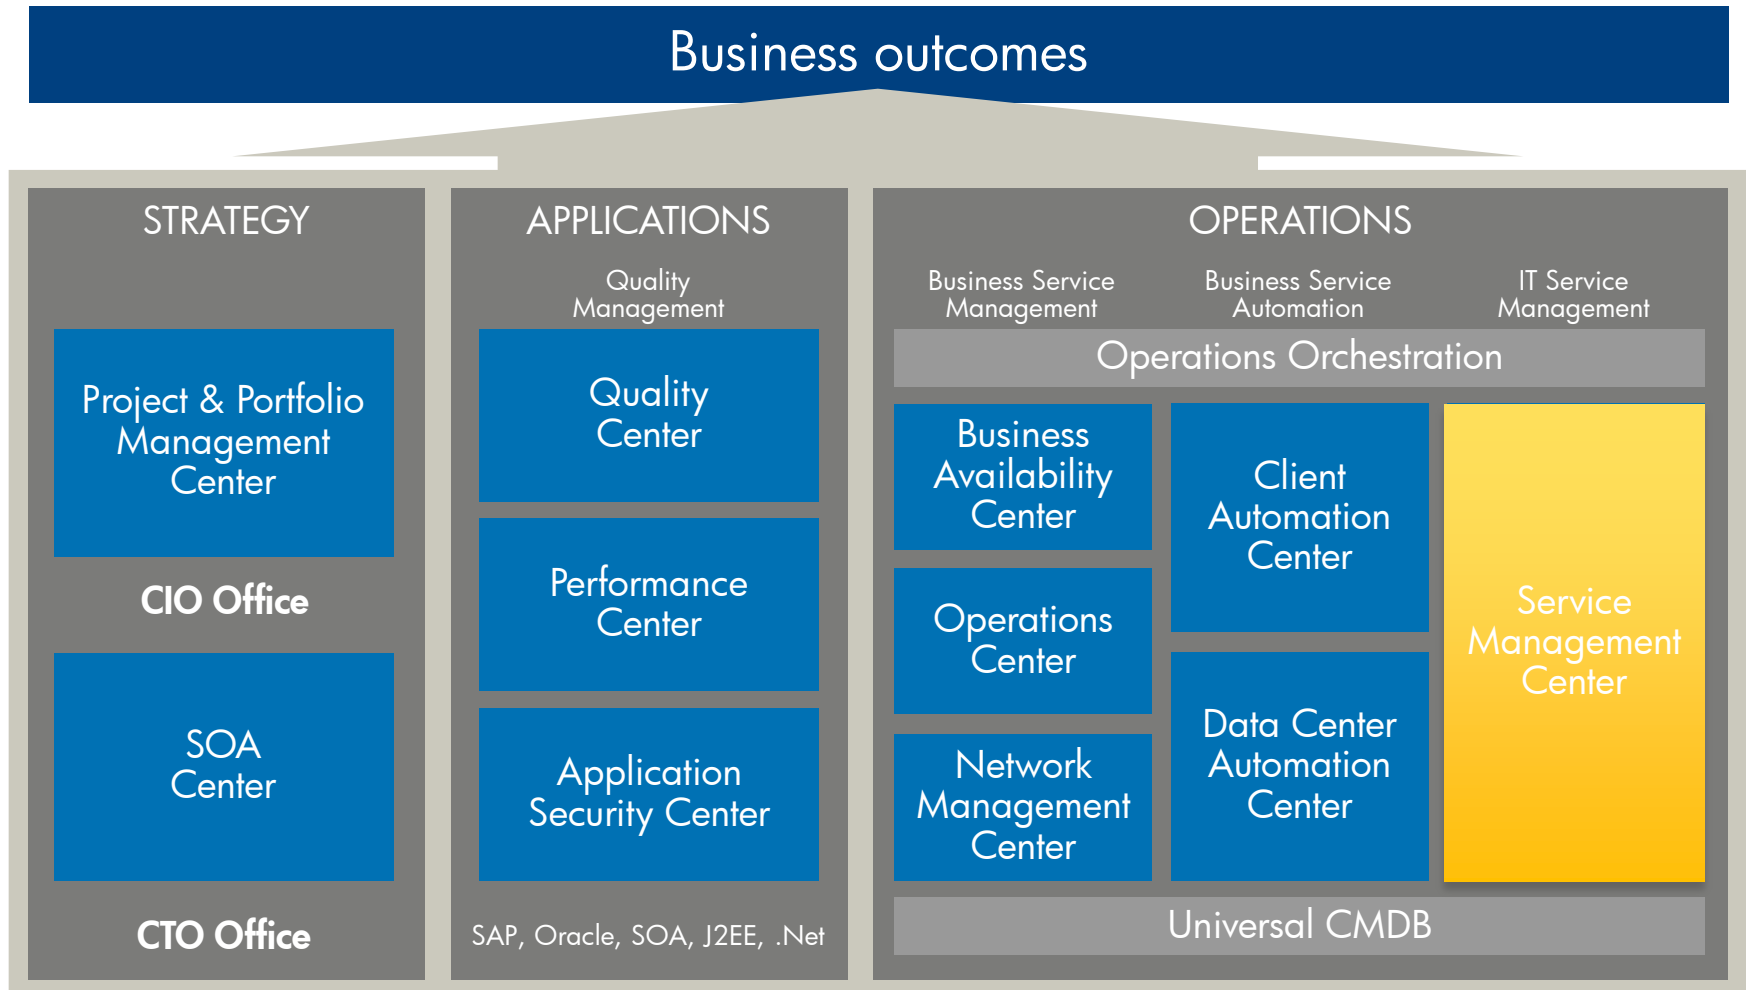 Business outcomes
STRATEGY
Project & Portfolio
Management
Center
CIO Office
SOA
Center
CTO Office
APPLICATIONS
Quality
Management
Quality
Center
Performance
Center
Application
Security Center
SAP, Oracle, SOA, J2EE, .Net
OPERATIONS
Business Service
Management
Business Service
Automation
IT Service
Management
Operations Orchestration
Business
Availability
Center
Operations
Center
Network
Management
Center
Client
Automation
Center
Data Center
Automation
Center
Service
Management
Center
Universal CMDB